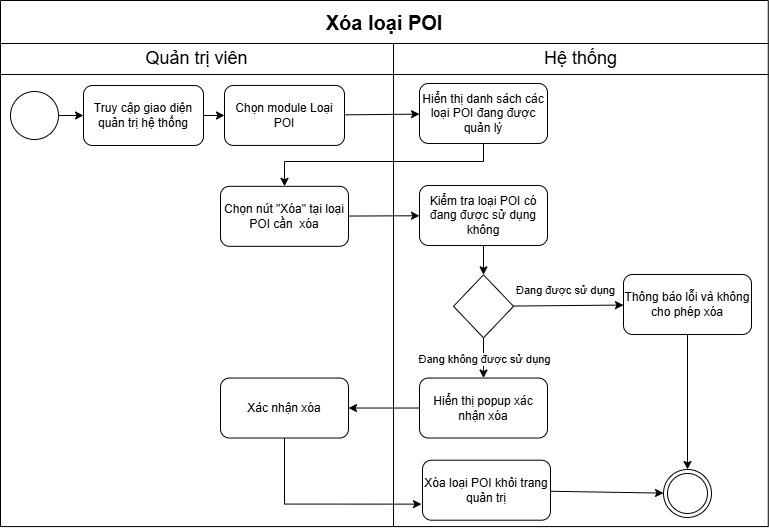 Xóa loại POI
Quản trị viên
Hệ thống
Truy cập giao diện
quản trị hệ thống
Chọn module Loại
POI
Hiển thị danh sách các
loại POI đang được
quản lý
Chọn nút "Xóa" tại loại
POI cần xóa
Kiểm tra loại POI có
đang được sử dụng
không
Đang được sử dụng
Thông báo lỗi và không
cho phép xóa
Đang không được sử dụng
Xác nhận xóa
Hiển thị popup xác
nhận xóa
Xóa loại POI khỏi trang
quản trị